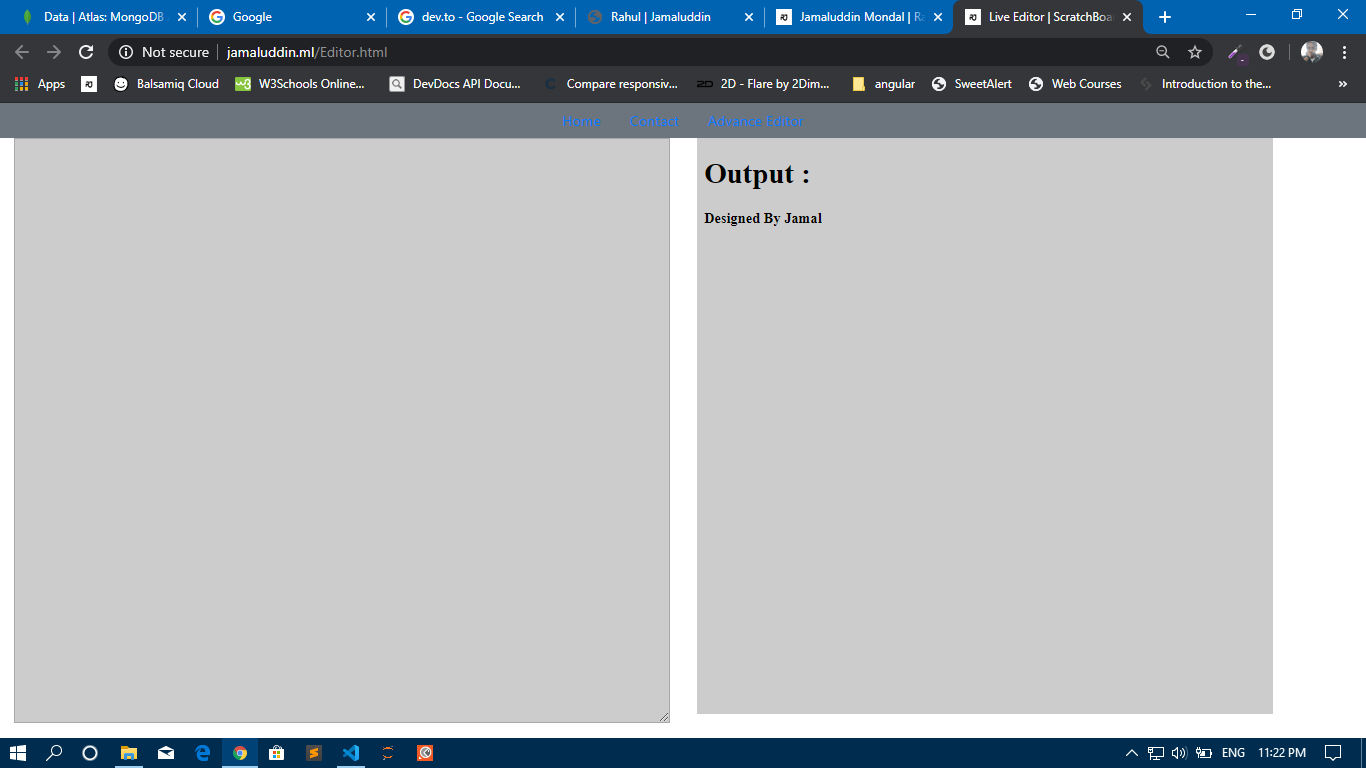 Data | Atlas: MongoDB
Google
dev.to - Google Search
Rahul | Jamaluddin
Jamaluddin Mondal | Ra
Live Editor | ScratchBoa
Not secure
jamaluddin.ml/Editor.html
Apps
Balsamiq Cloud
W3Schools Online...
DevDocs API Docu...
Compare responsiv...
2D - Flare by 2Dim...
angular
SweetAlert
Web Courses
Introduction to the...
Home Contact Advance Editor
Output :
Designed By Jamal
ENG
11:22 PM